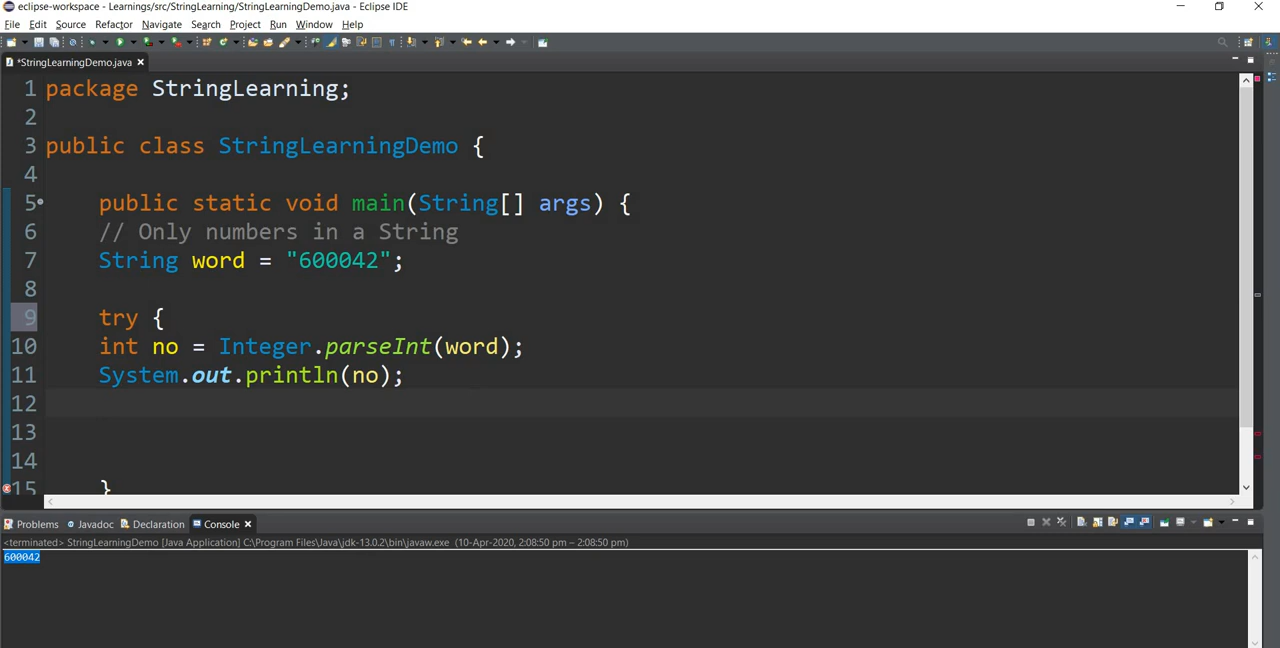 eclipse-workspace - Learnings/src/StringLearning/StringLearningDemo.java - Eclipse IDE
File Edit Source Refactor Navigate Search Project Run Window Help
*StringLearningDemo.java
1 package StringLearning;
2
3 public class StringLearningDemo {
4
5 public static void main(String[] args) {
6 // Only numbers in a String
7 String word = "600042";
8
9 try {
10 int no = Integer.parseInt(word);
11 System.out.println(no);
12
13
14
15 }
Problems Javadoc Declaration Console
<terminated> StringLearningDemo [Java Application] C:\Program Files\Java\jdk-13.0.2\bin\javaw.exe (10-Apr-2020, 2:08:50 pm – 2:08:50 pm)
600042